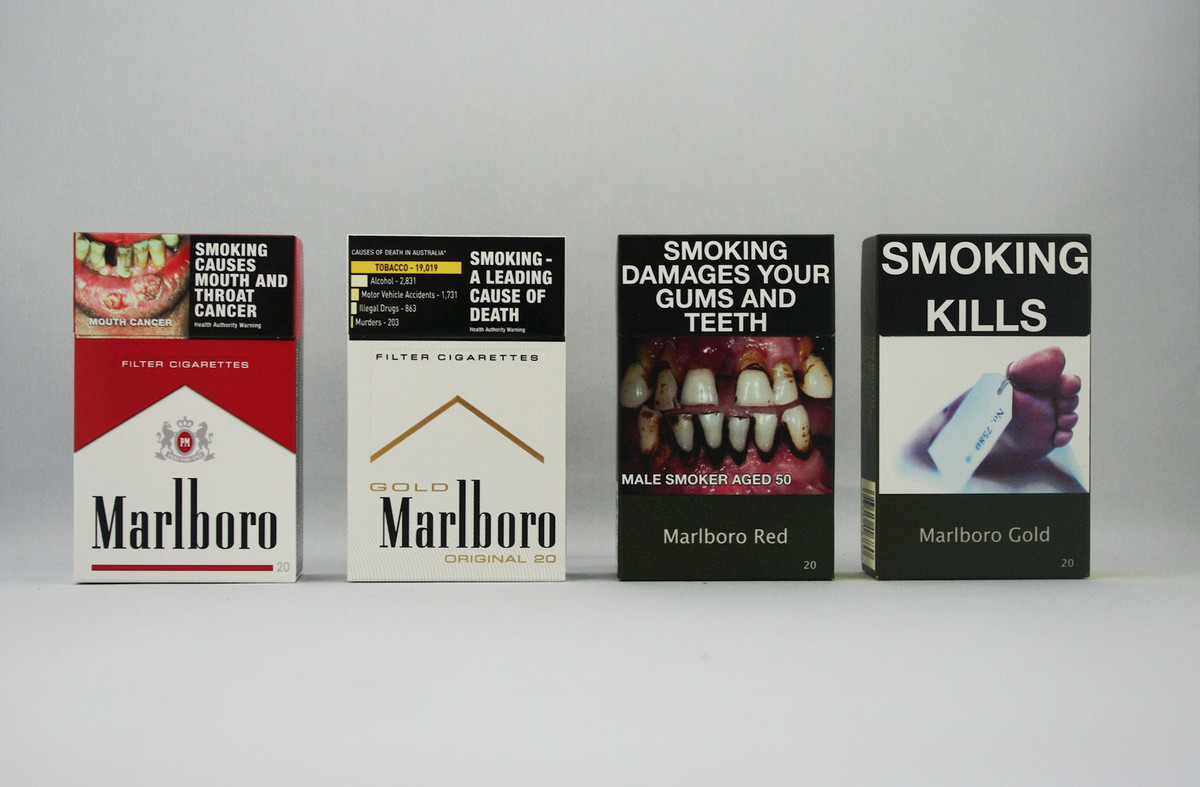 SMOKING
CAUSES
MOUTH AND
THROAT
CANCER
Health Authority Warning
MOUTH CANCER
FILTER CIGARETTES
PM
Marlboro
20
CAUSES OF DEATH IN AUSTRALIA*
TOBACCO - 19,019
Alcohol - 2,831
Motor Vehicle Accidents - 1,731
Illegal Drugs - 863
Murders - 203
SMOKING -
A LEADING
CAUSE OF
DEATH
Health Authority Warning
FILTER CIGARETTES
GOLD
Marlboro
ORIGINAL 20
SMOKING
DAMAGES YOUR
GUMS AND
TEETH
MALE SMOKER AGED 50
Marlboro Red
20
SMOKING
KILLS
No. 7580
Marlboro Gold
20